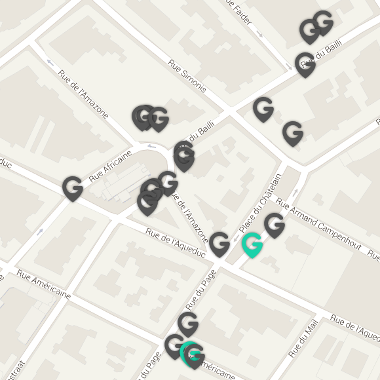 Rue Faider
Rue du Bailli
Rue Simonis
Rue de l'Amazone
Rue du Bailli
Rue Africaine
Place du Châtelain
Rue Armand Campenhout
Rue de l'Amazone
Rue de l'Aqueduc
Rue Américaine
Rue du Page
Rue du Mail
Rue de l'Aqued
Rue
du Page
Américaine
G